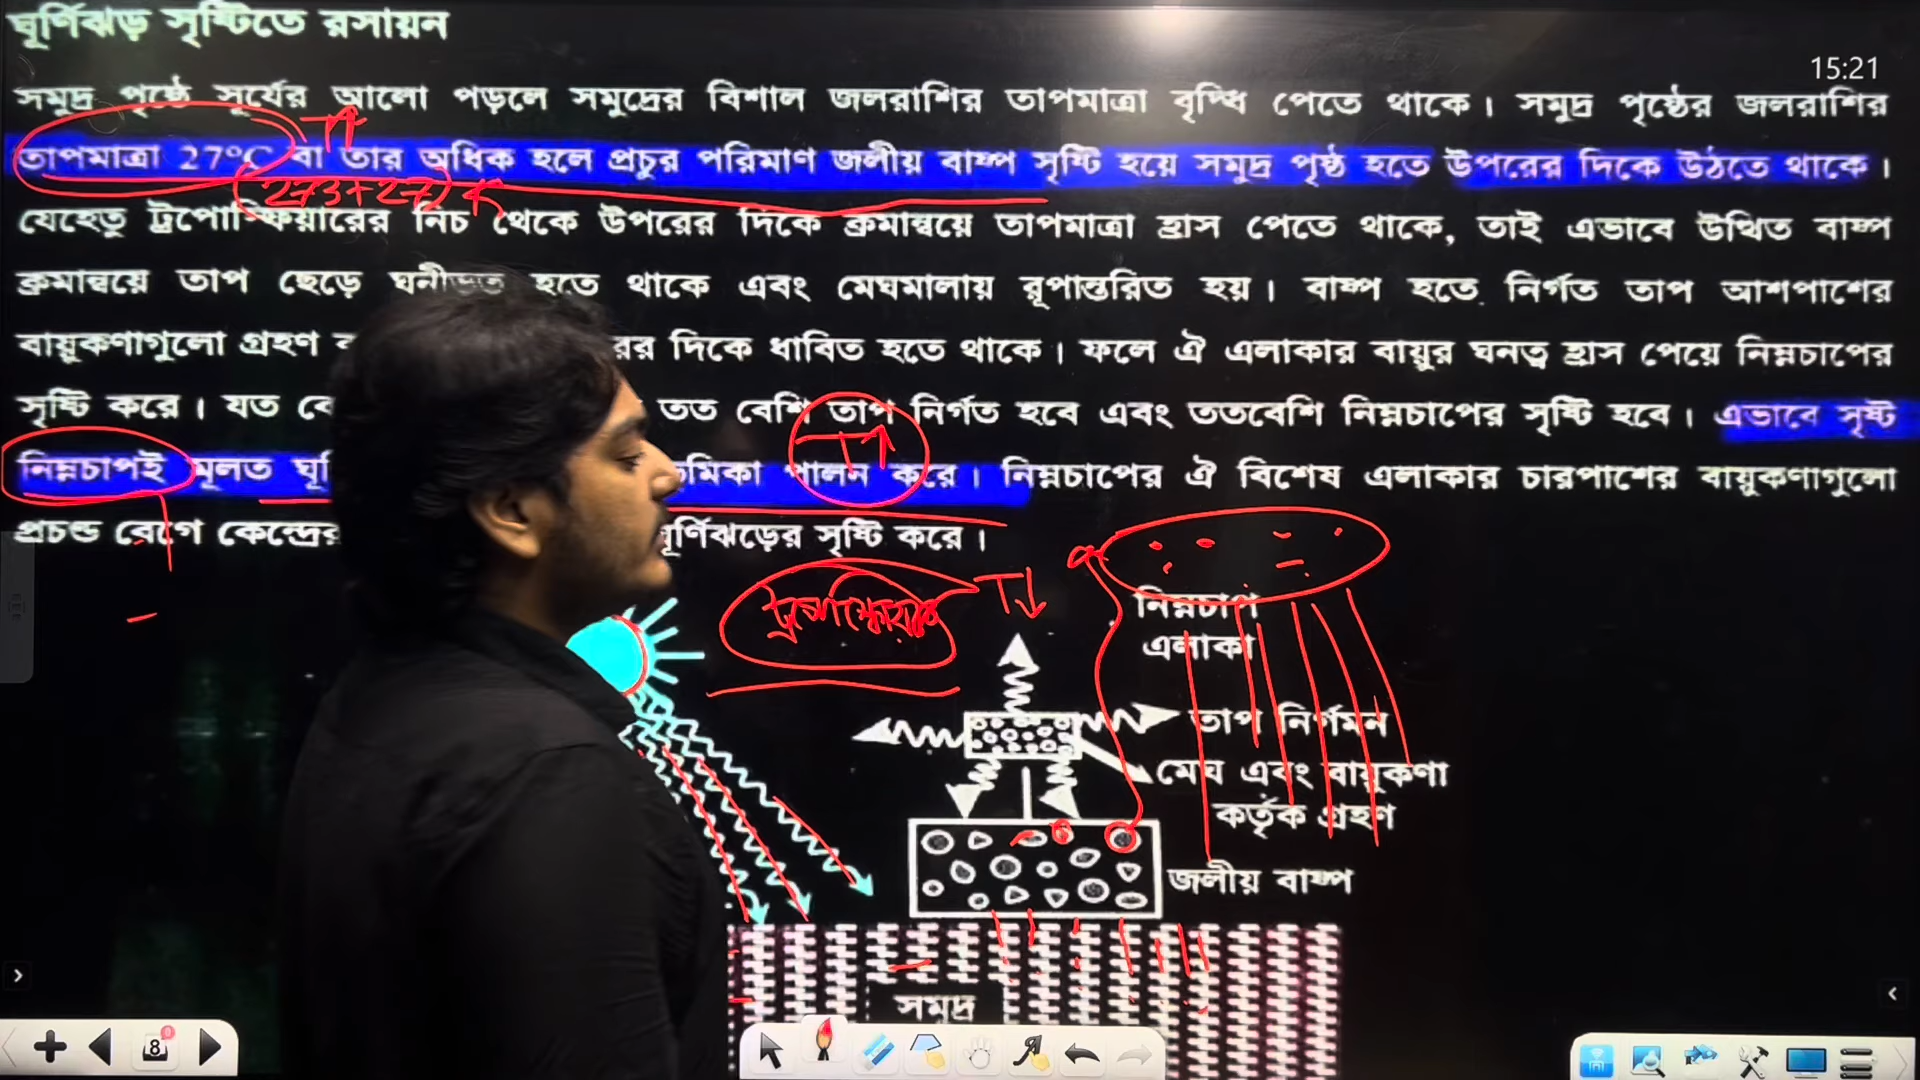 ঘূর্ণিঝড় সৃষ্টিতে রসায়ন
15:21
সমুদ্র পৃষ্ঠে সূর্যের আলো পড়লে সমুদ্রের বিশাল জলরাশির তাপমাত্রা বৃদ্ধি পেতে থাকে। সমুদ্র পৃষ্ঠের জলরাশির
T↑
তাপমাত্রা 27°C বা তার অধিক হলে প্রচুর পরিমাণ জলীয় বাষ্প সৃষ্টি হয়ে সমুদ্র পৃষ্ঠ হতে উপরের দিকে উঠতে থাকে।
(273+27) K
যেহেতু ট্রপোস্ফিয়ারের নিচ থেকে উপরের দিকে ক্রমান্বয়ে তাপমাত্রা হ্রাস পেতে থাকে, তাই এভাবে উত্থিত বাষ্প
ক্রমান্বয়ে তাপ ছেড়ে ঘনীভূত হতে থাকে এবং মেঘমালায় রূপান্তরিত হয়। বাষ্প হতে নির্গত তাপ আশপাশের
বায়ুকণাগুলো গ্রহণ দিকে ধাবিত হতে থাকে। ফলে ঐ এলাকার বায়ুর ঘনত্ব হ্রাস পেয়ে নিম্নচাপের
সৃষ্টি করে। যত তত বেশি তাপ নির্গত হবে এবং ততবেশি নিম্নচাপের সৃষ্টি হবে। এভাবে সৃষ্ট
T↑
নিম্নচাপই মূলত পালন করে। নিম্নচাপের ঐ বিশেষ এলাকার চারপাশের বায়ুকণাগুলো
প্রচন্ড বেগে ঘূর্ণিঝড়ের সৃষ্টি করে।
T↓
নিম্নচাপ
এলাকা
তাপ নির্গমন
মেঘ এবং বায়ুকণা
কর্তৃক গ্রহণ
জলীয় বাষ্প
সমুদ্র
8